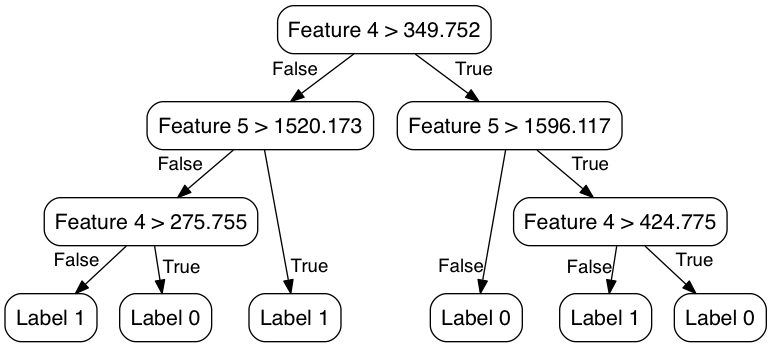 Feature 4 > 349.752
False
True
Feature 5 > 1520.173
Feature 5 > 1596.117
False
True
Feature 4 > 275.755
Feature 4 > 424.775
False
True
True
False
False
True
Label 1
Label 0
Label 1
Label 0
Label 1
Label 0